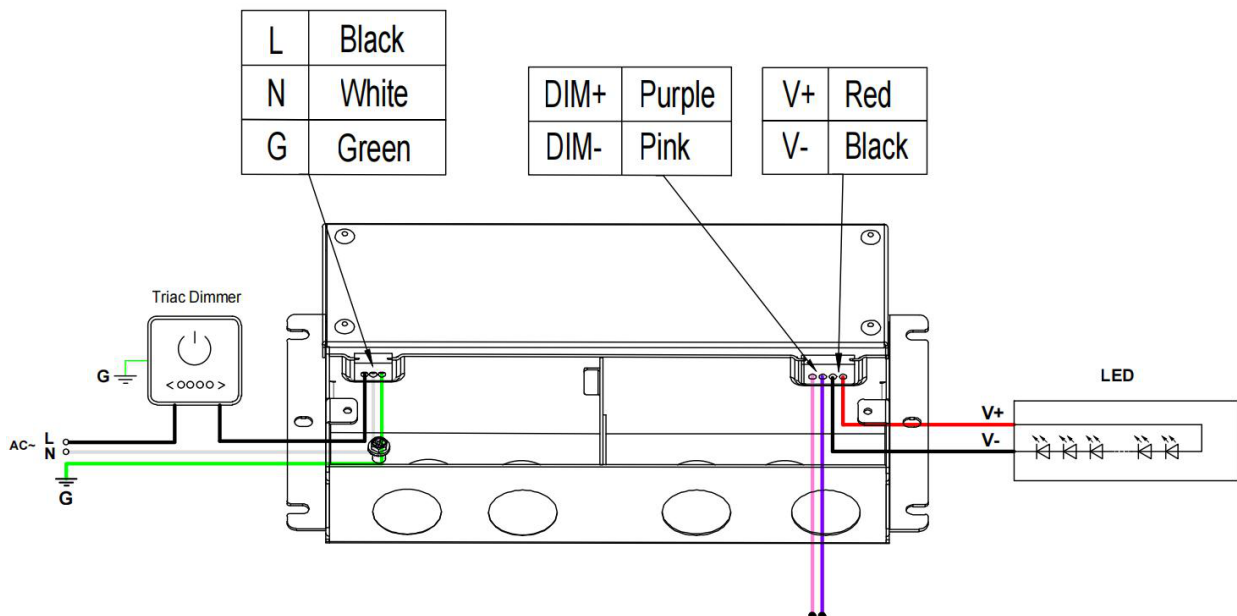 L Black
N White
G Green
DIM+ Purple
DIM- Pink
V+ Red
V- Black
Triac Dimmer
G
< >
AC~ L
N
G
LED
V+
V-